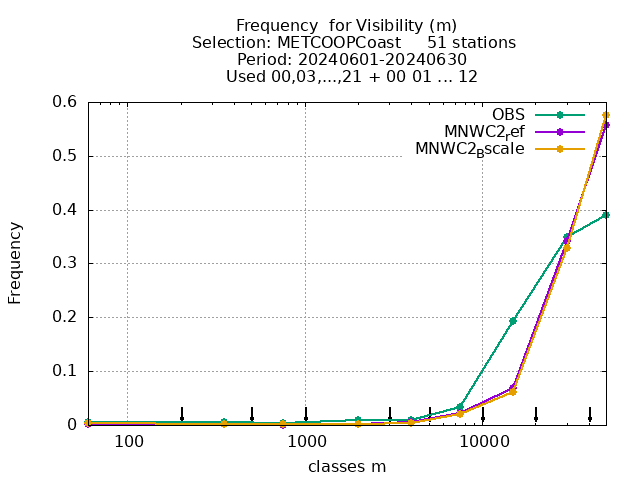 Frequency  for Visibility (m)
Selection: METCOOPCoast     51 stations
Period: 20240601-20240630
Used 00,03,...,21 + 00 01 ... 12
0.6
0.5
0.4
0.3
0.2
0.1
0
OBS
MNWC2_ref
MNWC2_Bscale
Frequency
100
1000
10000
classes m